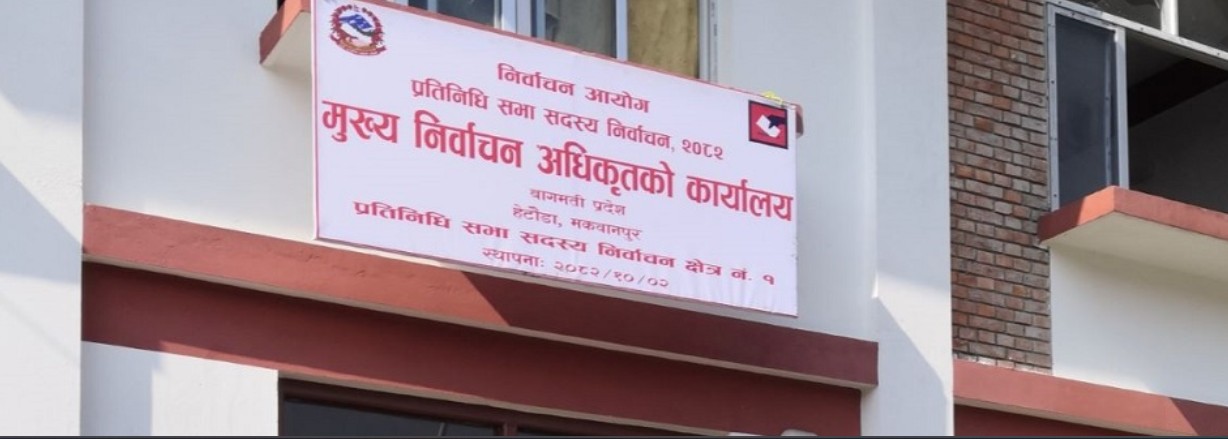 निर्वाचन आयोग
प्रतिनिधि सभा सदस्य निर्वाचन, २०८२
मुख्य निर्वाचन अधिकृतको कार्यालय
बागमती प्रदेश
हेटौडा, मकवानपुर
प्रतिनिधि सभा सदस्य निर्वाचन क्षेत्र नं. १
स्थापनाः २०८२/१०/०२